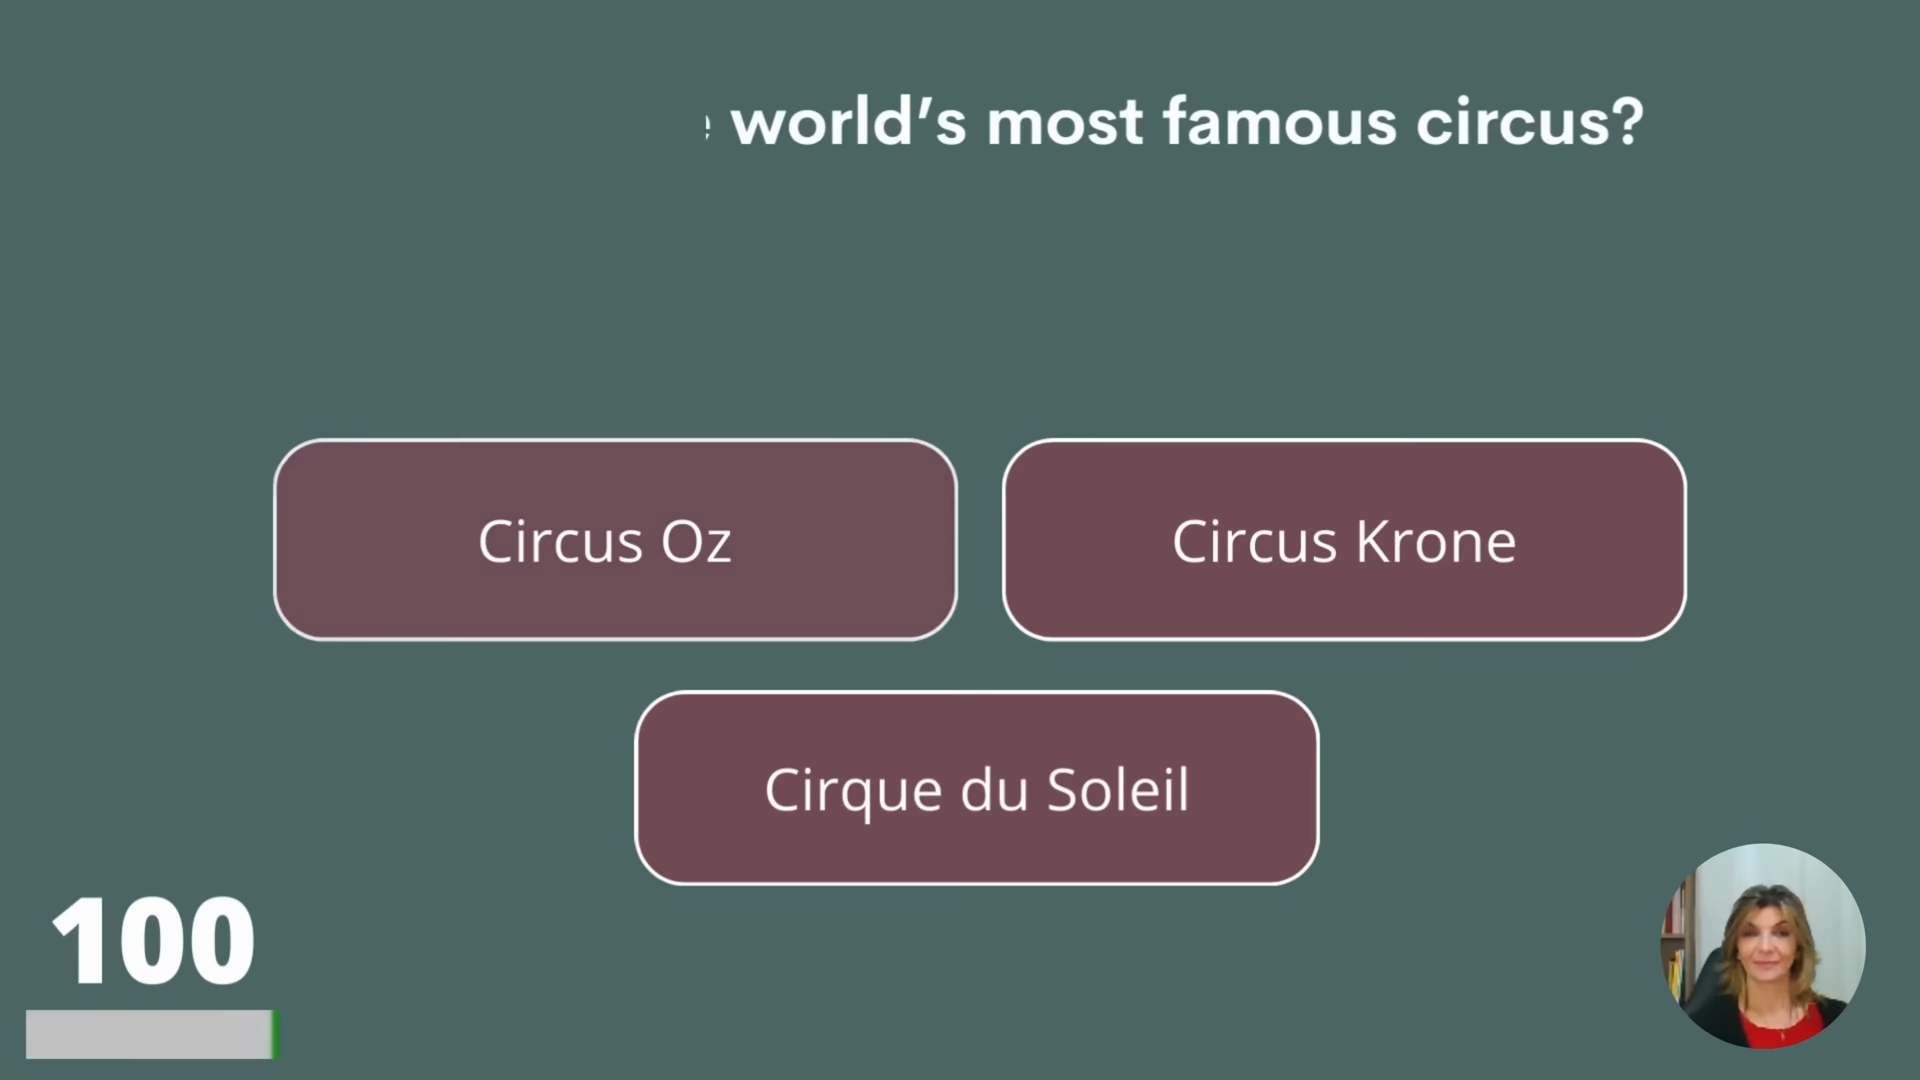 world's most famous circus?
Circus Oz
Circus Krone
Cirque du Soleil
100